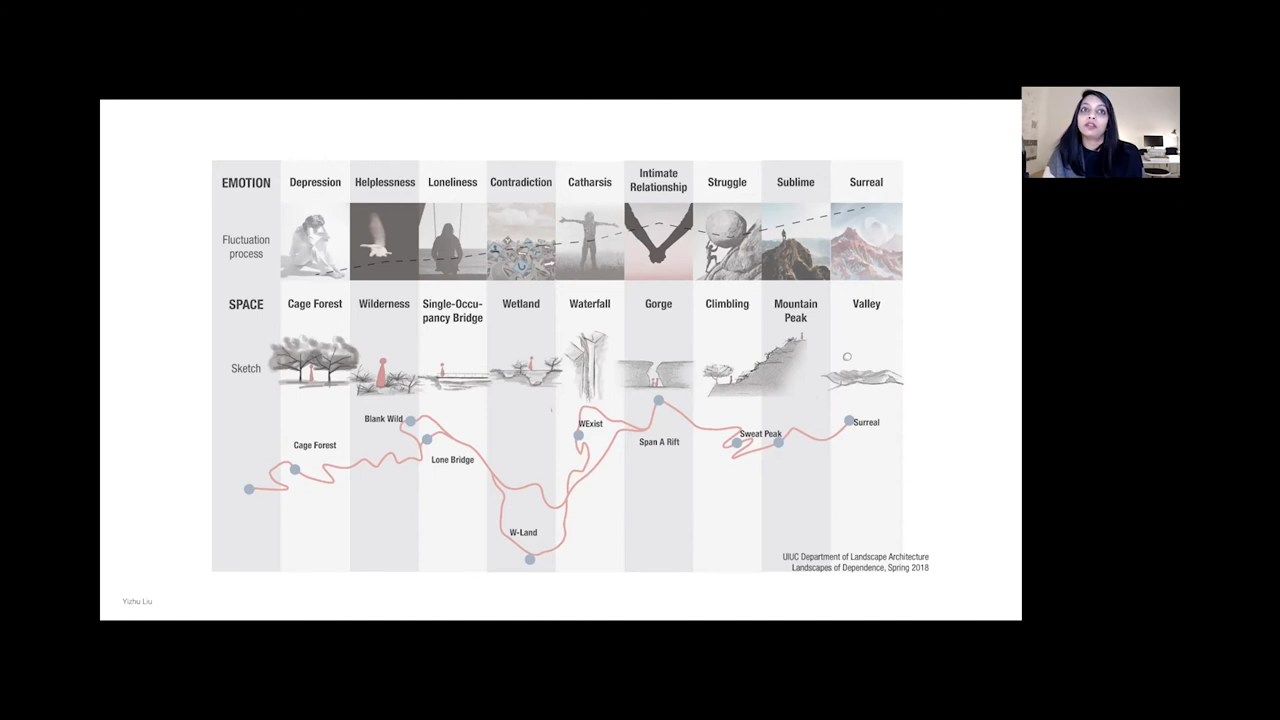 EMOTION Depression Helplessness Loneliness Contradiction Catharsis Intimate Relationship Struggle Sublime Surreal
Fluctuation
process
SPACE Cage Forest Wilderness Single-Occu-
pancy Bridge Wetland Waterfall Gorge Climbling Mountain
Peak Valley
Sketch
Blank Wild
WExist
Surreal
Sweat Peak
Cage Forest
Span A Rift
Lone Bridge
W-Land
UIUC Department of Landscape Architecture
Landscapes of Dependence, Spring 2018
Yizhu Liu